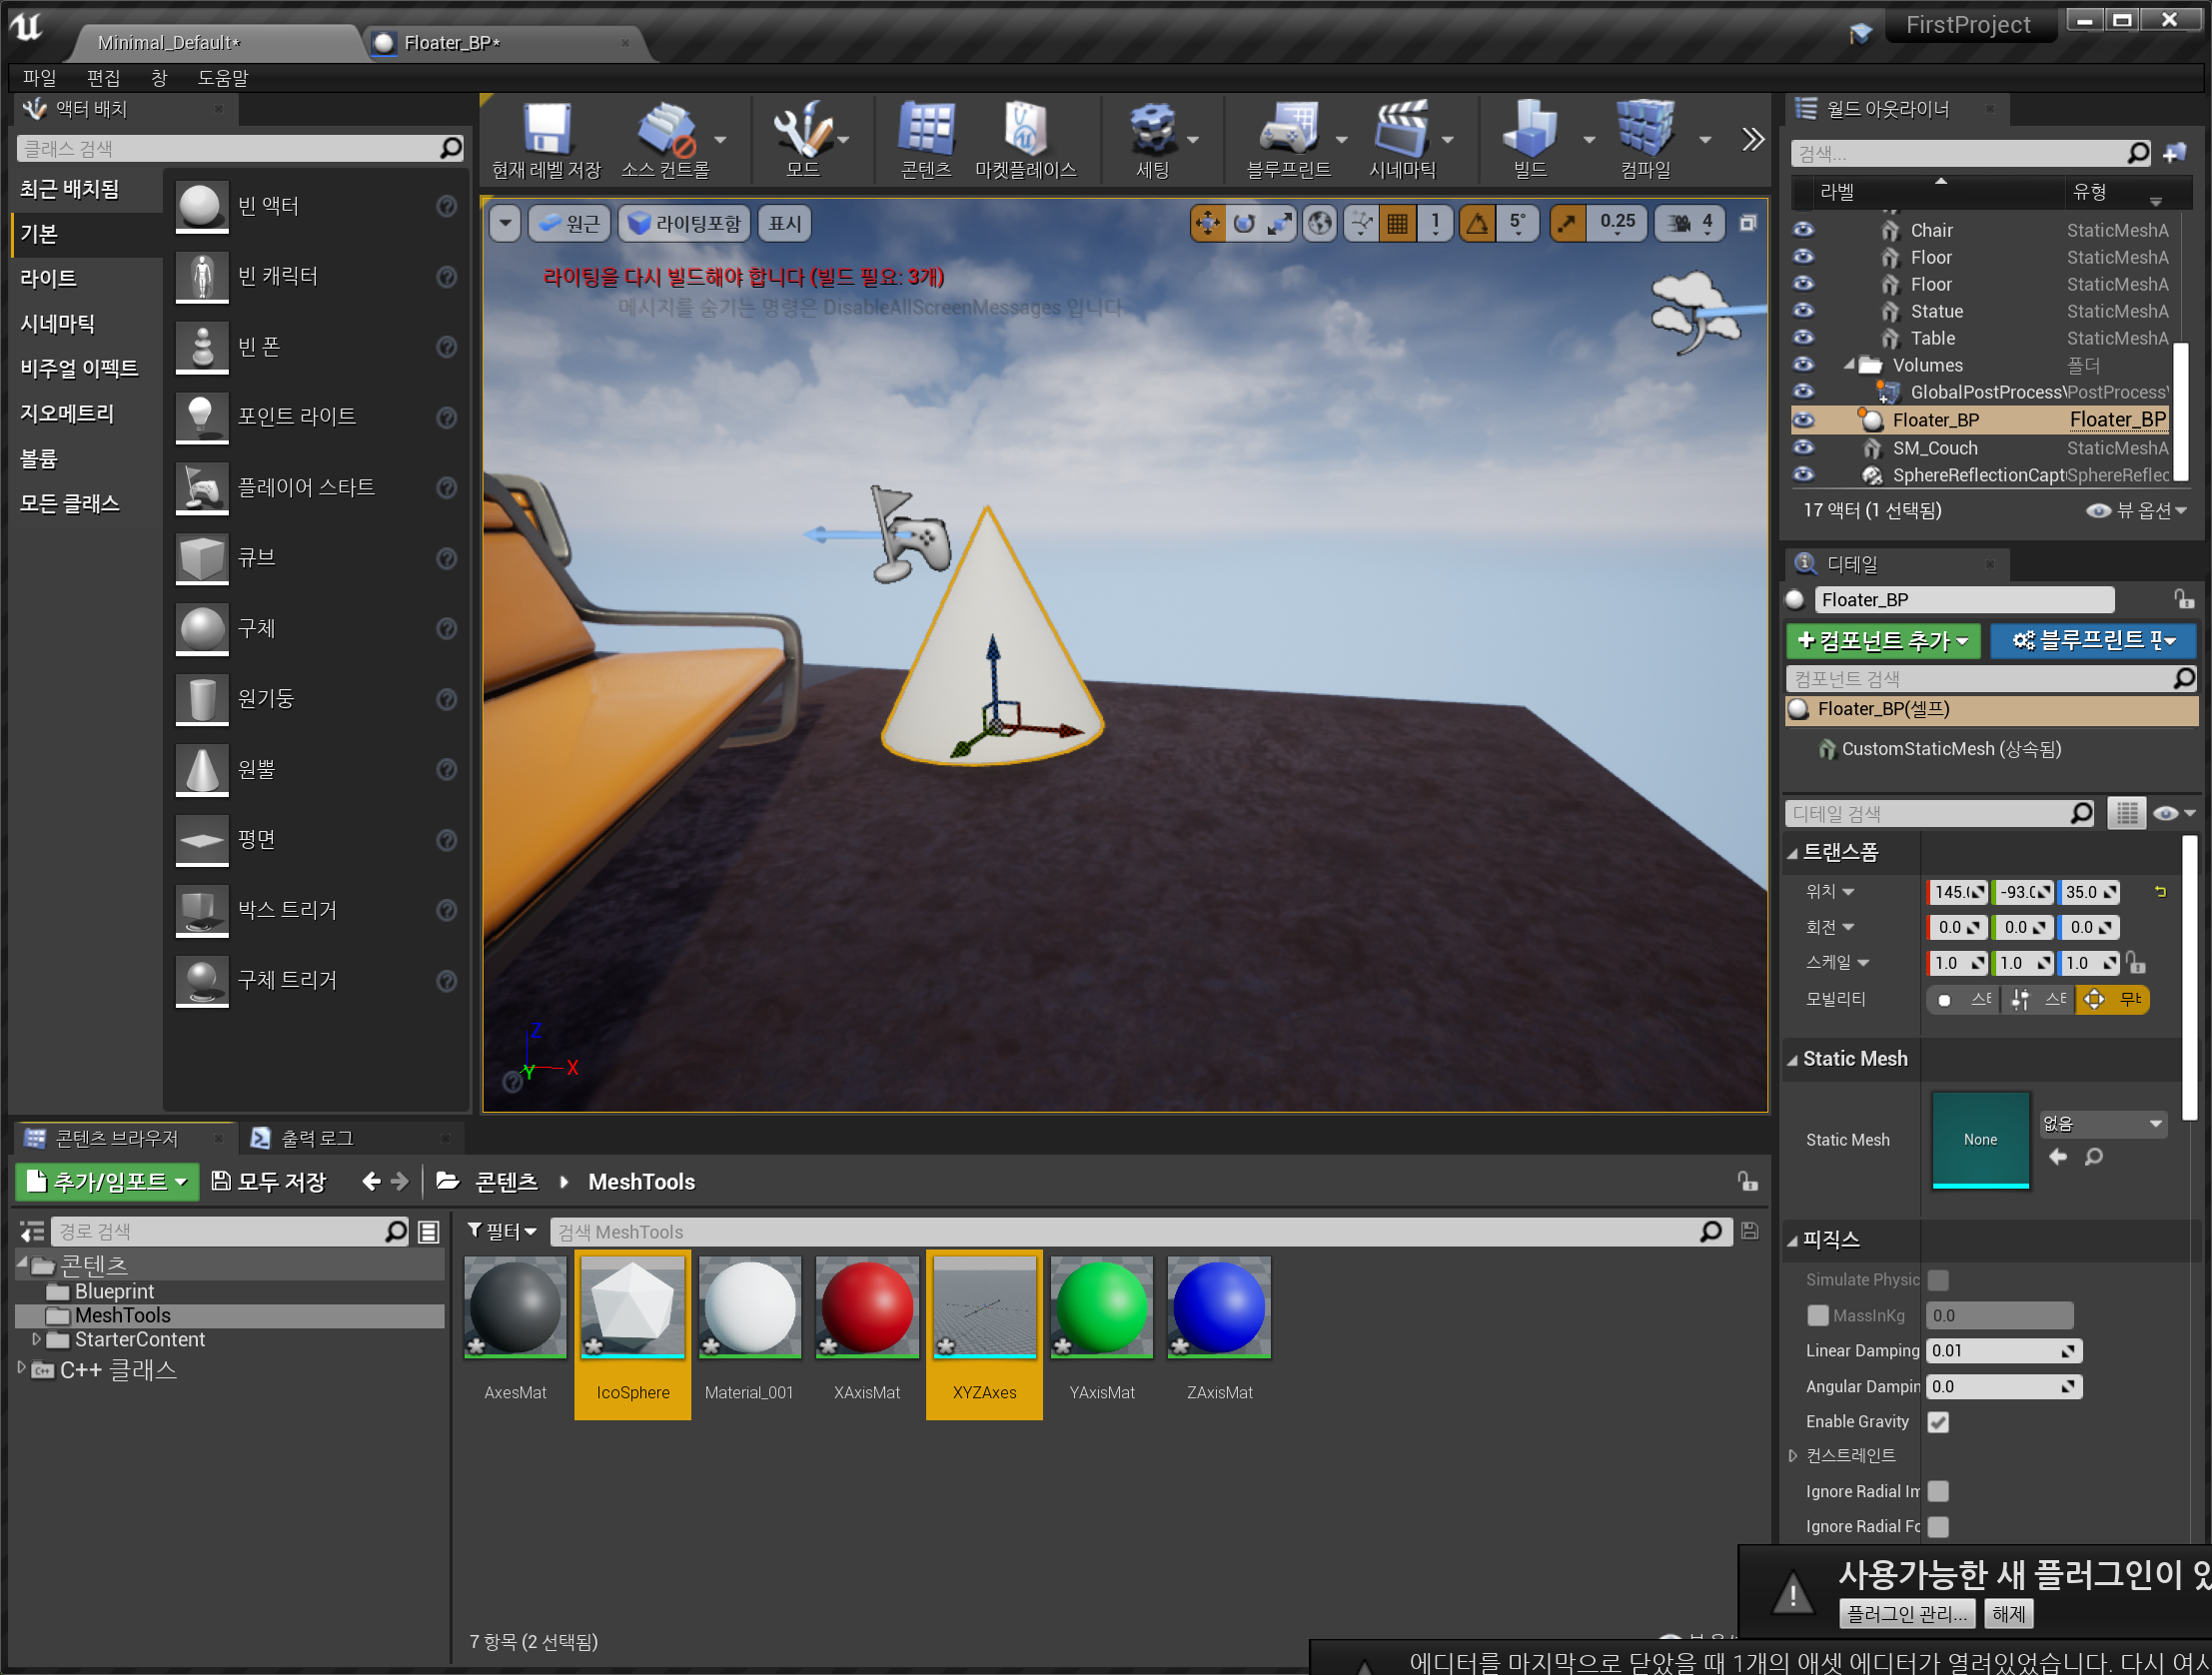 Minimal_Default*
Floater_BP*
FirstProject
파일 편집 창 도움말
액터 배치
클래스 검색
최근 배치됨
기본
라이트
시네마틱
비주얼 이펙트
지오메트리
볼륨
모든 클래스
빈 액터
빈 캐릭터
빈 폰
포인트 라이트
플레이어 스타트
큐브
구체
원기둥
원뿔
평면
박스 트리거
구체 트리거
현재 레벨 저장
소스 컨트롤
모드
콘텐츠
마켓플레이스
세팅
블루프린트
시네마틱
빌드
컴파일
원근
라이팅포함
표시
1
5°
0.25
4
라이팅을 다시 빌드해야 합니다 (빌드 필요: 3개)
메시지를 숨기는 명령은 DisableAllScreenMessages 입니다
Z
Y
X
월드 아웃라이너
검색...
라벨 유형
Chair StaticMeshA
Floor StaticMeshA
Floor StaticMeshA
Statue StaticMeshA
Table StaticMeshA
Volumes 폴더
GlobalPostProcess PostProcess
Floater_BP Floater_BP
SM_Couch StaticMeshA
SphereReflectionCapt SphereReflec
17 액터 (1 선택됨)
뷰 옵션
디테일
Floater_BP
+컴포넌트 추가
블루프린트
컴포넌트 검색
Floater_BP(셀프)
CustomStaticMesh (상속됨)
디테일 검색
트랜스폼
위치 145.0 -93.0 35.0
회전 0.0 0.0 0.0
스케일 1.0 1.0 1.0
모빌리티
Static Mesh
Static Mesh
None
없음
피직스
Simulate Physic
MassInKg 0.0
Linear Damping 0.01
Angular Dampin 0.0
Enable Gravity
컨스트레인트
Ignore Radial Im
Ignore Radial Fo
콘텐츠 브라우저
출력 로그
추가/임포트
모두 저장
콘텐츠
MeshTools
경로 검색
필터
검색 MeshTools
콘텐츠
Blueprint
MeshTools
StarterContent
C++ 클래스
AxesMat
IcoSphere
Material_001
XAxisMat
XYZAxes
YAxisMat
ZAxisMat
7 항목 (2 선택됨)
사용가능한 새 플러그인이 있
플러그인 관리...
해제
에디터를 마지막으로 닫았을 때 1개의 애셋 에디터가 열려있었습니다. 다시 여시